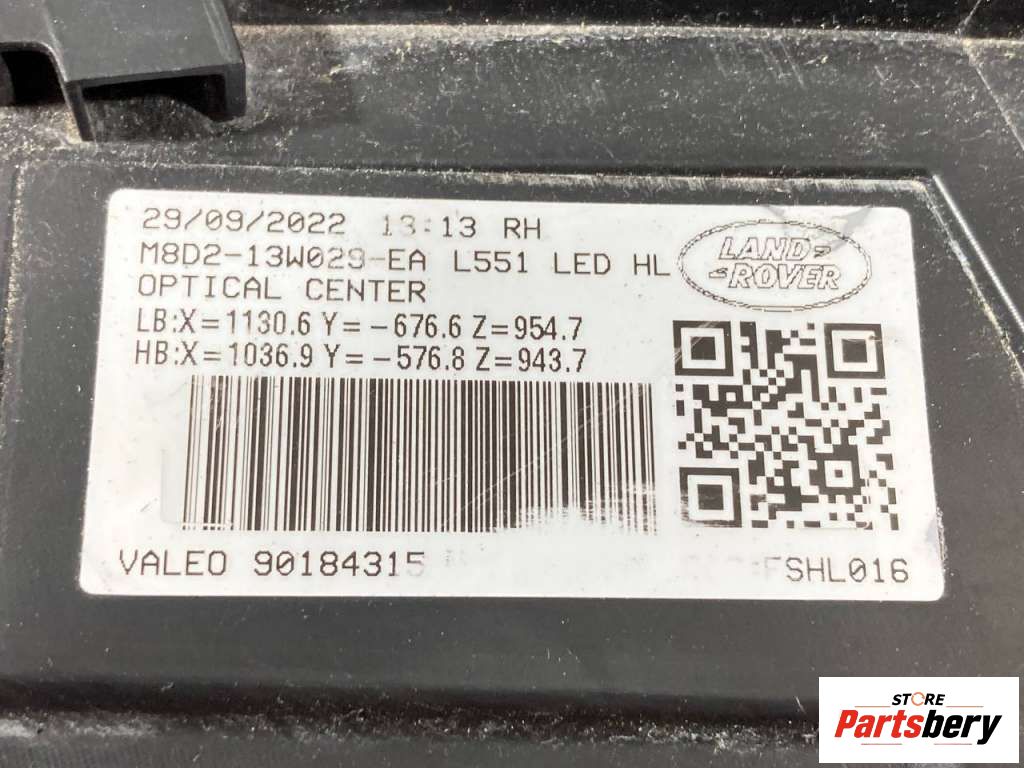 29/09/2022 13:13 RH
M8D2-13W029-EA L551 LED HL
LAND-
ROVER
OPTICAL CENTER
LB:X=1130.6 Y=-676.6 Z=954.7
HB:X=1036.9 Y=-576.8 Z=943.7
VALEO 90184315 FSHL016
STORE
Partsbery